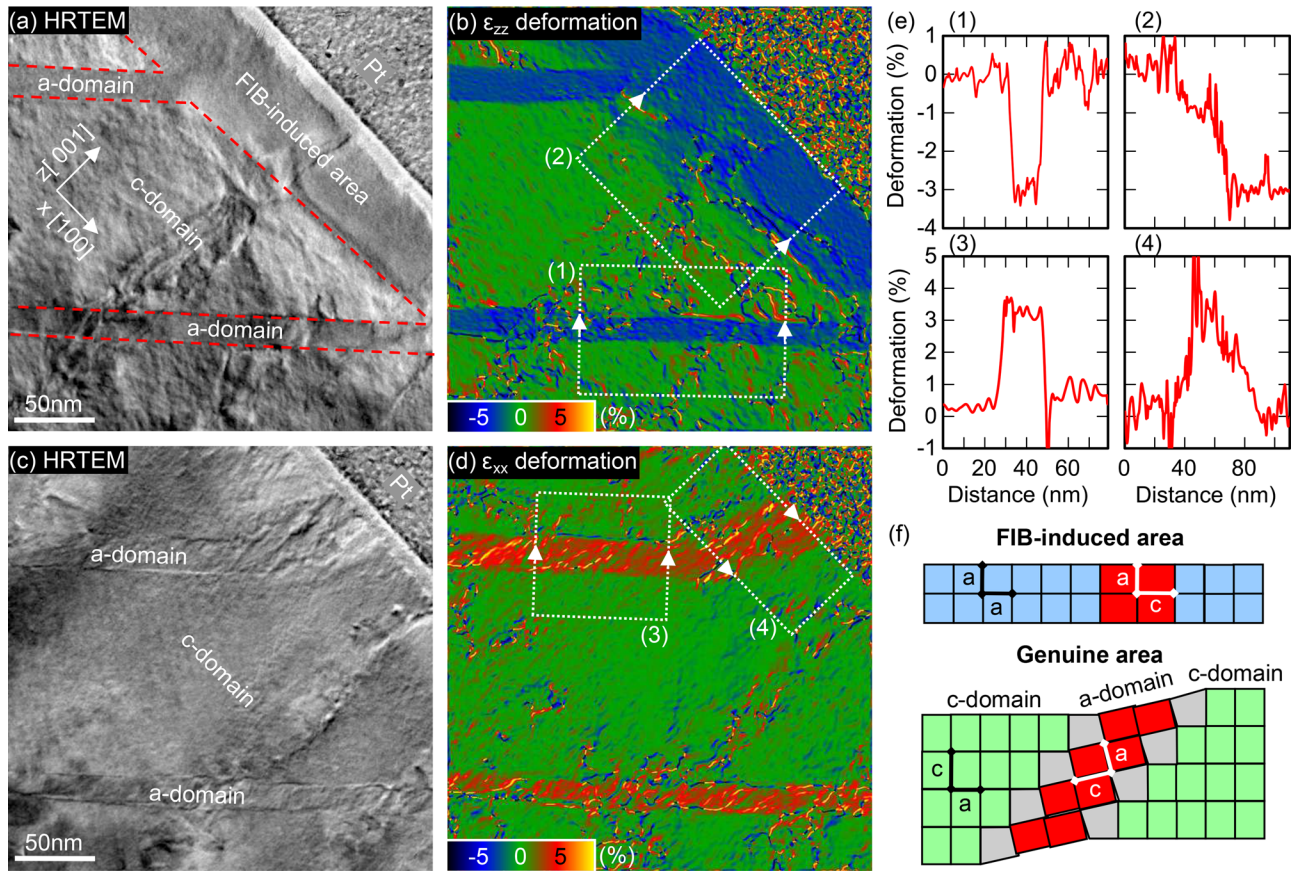 (a) HRTEM
Pt
a-domain
FIB-induced area
z[001]
x [100]
c-domain
a-domain
50nm
(b) εzz deformation
(2)
(1)
-5 0 5 (%)
(c) HRTEM
Pt
a-domain
c-domain
a-domain
50nm
(d) εxx deformation
(3)
(4)
-5 0 5 (%)
(e)
(1)
(2)
Deformation (%)
1
0
-1
-2
-3
-4
(3)
(4)
Deformation (%)
5
4
3
2
1
0
-1
0 20 40 60
0 40 80
Distance (nm)
Distance (nm)
(f)
FIB-induced area
a
a
a
c
Genuine area
c-domain
a-domain
c-domain
c
a
a
c